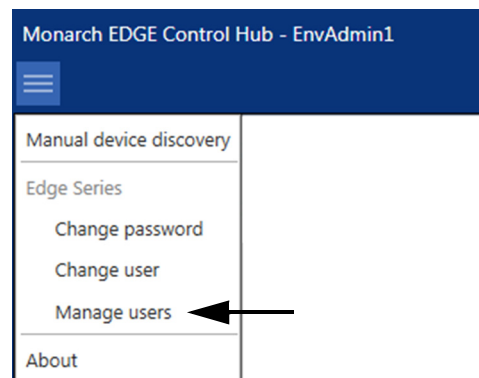 Monarch EDGE Control Hub - EnvAdmin1
Manual device discovery
Edge Series
Change password
Change user
Manage users
About